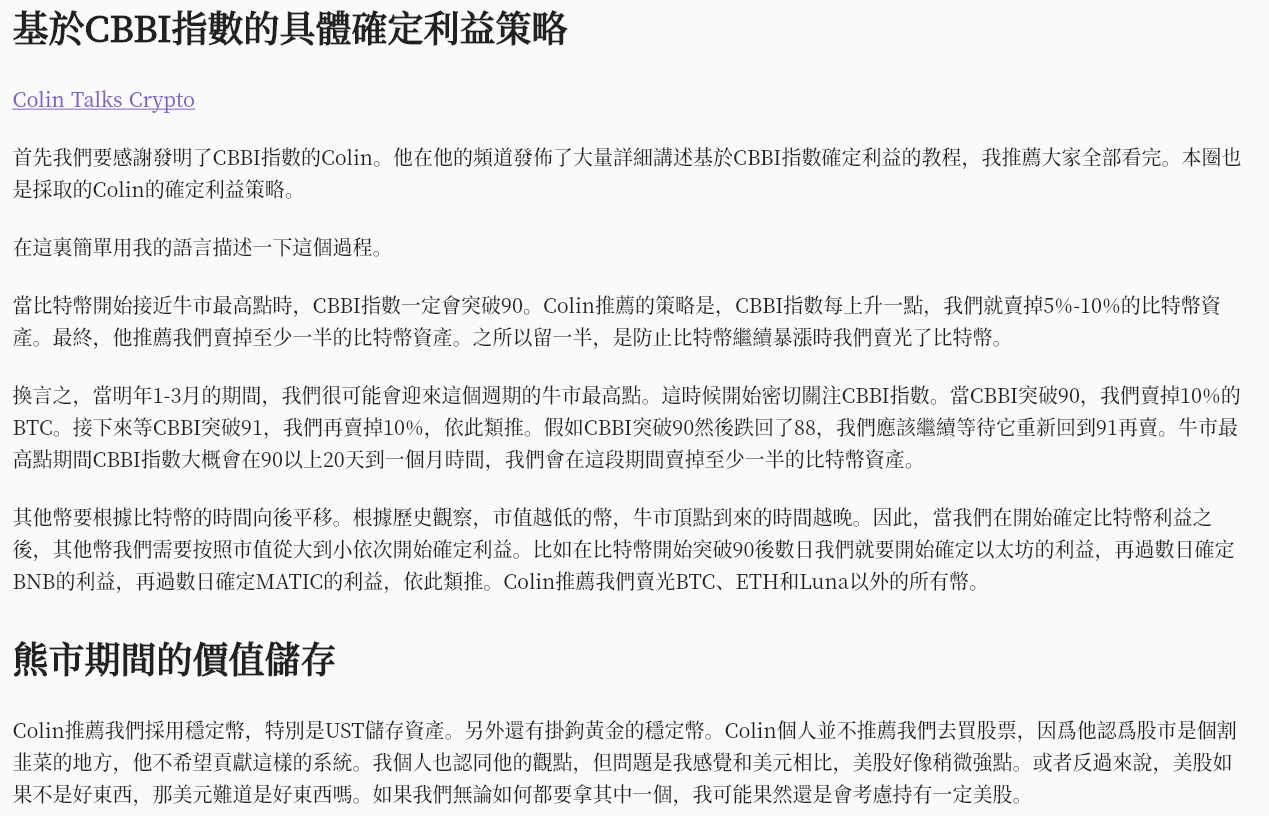 基於CBBI指數的具體確定利益策略
Colin Talks Crypto
首先我們要感謝發明了CBBI指數的Colin。他在他的頻道發佈了大量詳細講述基於CBBI指數確定利益的教程，我推薦大家全部看完。本圈也
是採取的Colin的確定利益策略。
在這裏簡單用我的語言描述一下這個過程。
當比特幣開始接近牛市最高點時，CBBI指數一定會突破90。Colin推薦的策略是，CBBI指數每上升一點，我們就賣掉5%-10%的比特幣資
產。最終，他推薦我們賣掉至少一半的比特幣資產。之所以留一半，是防止比特幣繼續暴漲時我們賣光了比特幣。
換言之，當明年1-3月的期間，我們很可能會迎來這個週期的牛市最高點。這時候開始密切關注CBBI指數。當CBBI突破90，我們賣掉10%的
BTC。接下來等CBBI突破91，我們再賣掉10%，依此類推。假如CBBI突破90然後跌回了88，我們應該繼續等待它重新回到91再賣。牛市最
高點期間CBBI指數大概會在90以上20天到一個月時間，我們會在這段期間賣掉至少一半的比特幣資產。
其他幣要根據比特幣的時間向後平移。根據歷史觀察，市值越低的幣，牛市頂點到來的時間越晚。因此，當我們在開始確定比特幣利益之
後，其他幣我們需要按照市值從大到小依次開始確定利益。比如在比特幣開始突破90後數日我們就要開始確定以太坊的利益，再過數日確定
BNB的利益，再過數日確定MATIC的利益，依此類推。Colin推薦我們賣光BTC、ETH和Luna以外的所有幣。
熊市期間的價值儲存
Colin推薦我們採用穩定幣，特別是UST儲存資產。另外還有掛鉤黃金的穩定幣。Colin個人並不推薦我們去買股票，因爲他認爲股市是個割
韭菜的地方，他不希望貢獻這樣的系統。我個人也認同他的觀點，但問題是我感覺和美元相比，美股好像稍微強點。或者反過來說，美股如
果不是好東西，那美元難道是好東西嗎。如果我們無論如何都要拿其中一個，我可能果然還是會考慮持有一定美股。